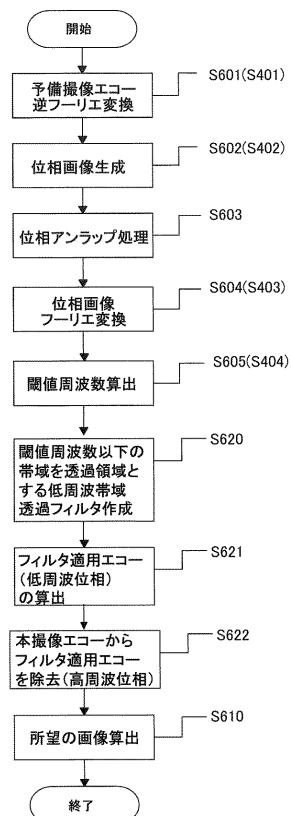 開始
予備撮像エコー
逆フーリエ変換
S601(S401)
位相画像生成
S602(S402)
位相アンラップ処理
S603
位相画像
フーリエ変換
S604(S403)
閾値周波数算出
S605(S404)
閾値周波数以下の
帯域を透過領域と
する低周波帯域
透過フィルタ作成
S620
フィルタ適用エコー
(低周波位相)
の算出
S621
本撮像エコーから
フィルタ適用エコー
を除去(高周波位相)
S622
所望の画像算出
S610
終了